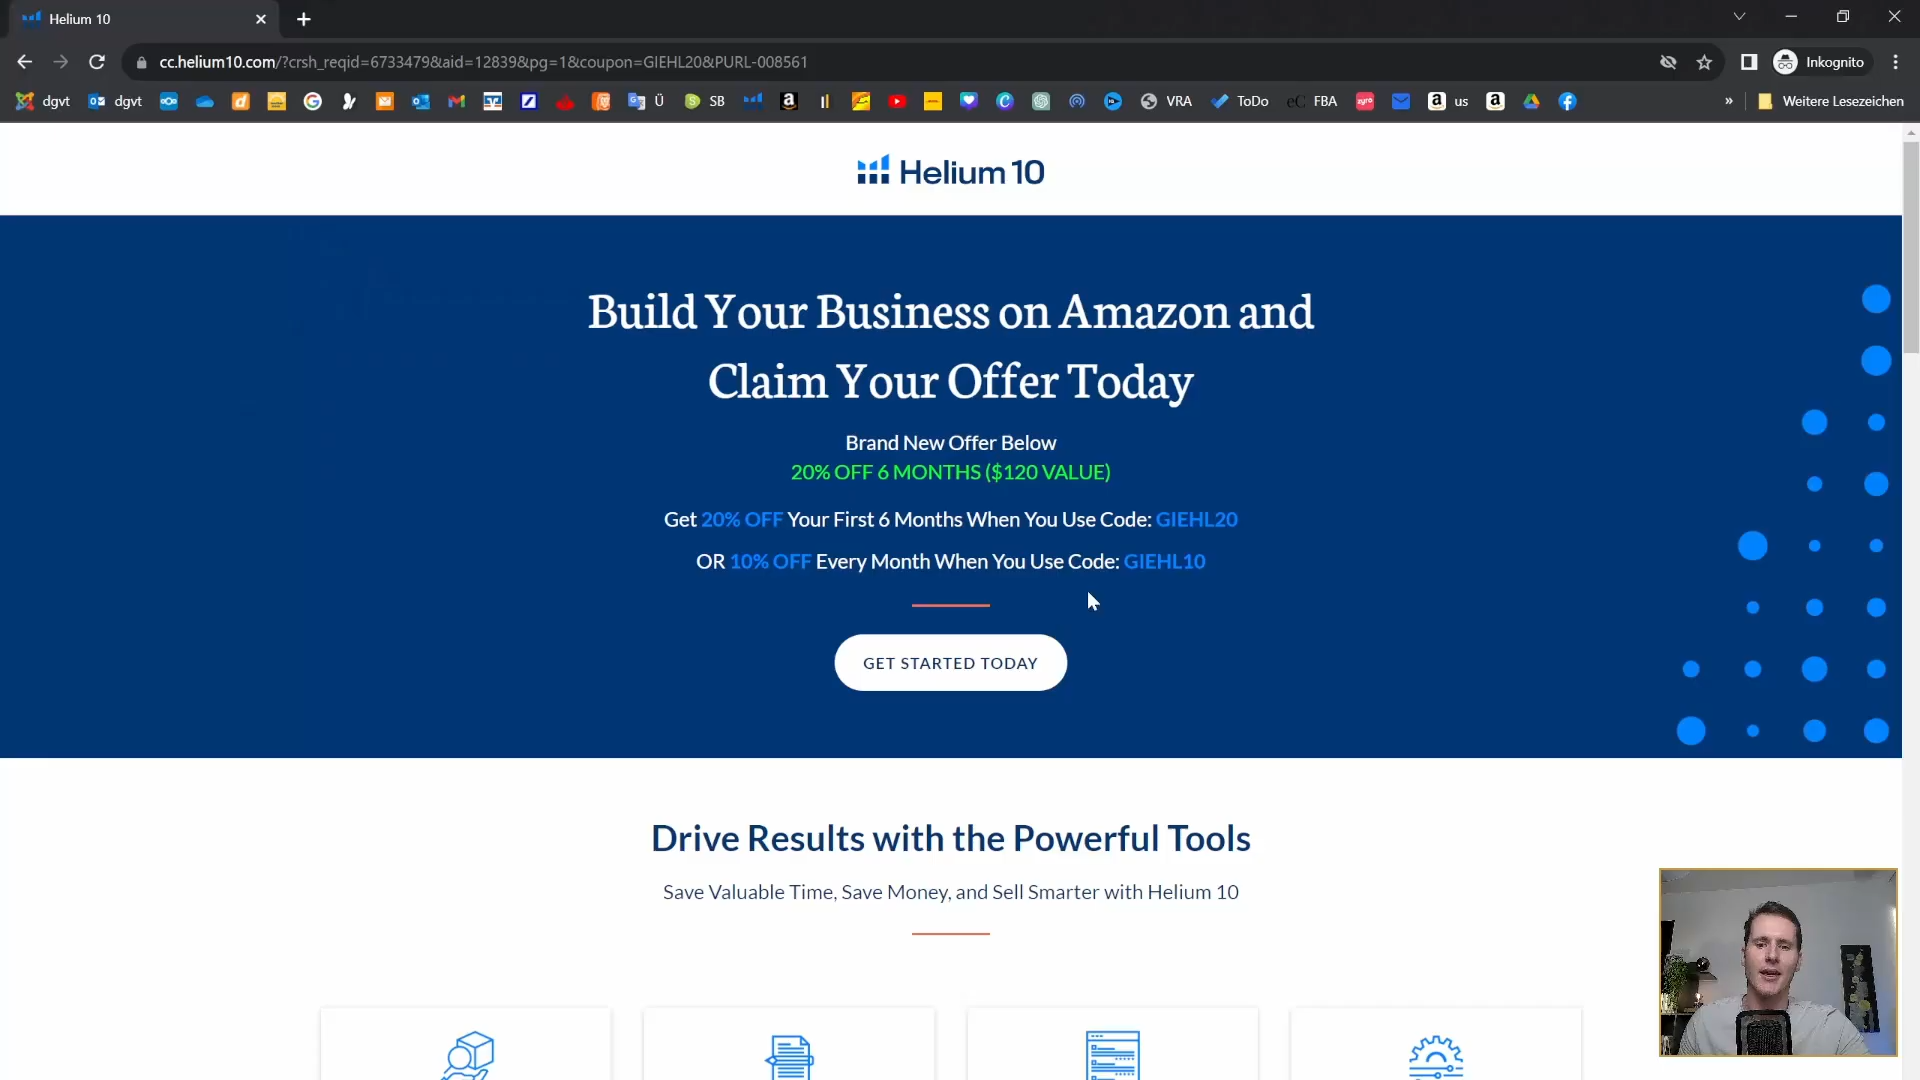 Helium 10
cc.helium10.com/?crsh_reqid=6733479&aid=12839&pg=1&coupon=GIEHL20&PURL-008561
Inkognito
dgvt
dgvt
Ü
SB
VRA
ToDo
eC FBA
us
»
Weitere Lesezeichen
Helium 10
Build Your Business on Amazon and
Claim Your Offer Today
Brand New Offer Below
20% OFF 6 MONTHS ($120 VALUE)
Get 20% OFF Your First 6 Months When You Use Code: GIEHL20
OR 10% OFF Every Month When You Use Code: GIEHL10
GET STARTED TODAY
Drive Results with the Powerful Tools
Save Valuable Time, Save Money, and Sell Smarter with Helium 10